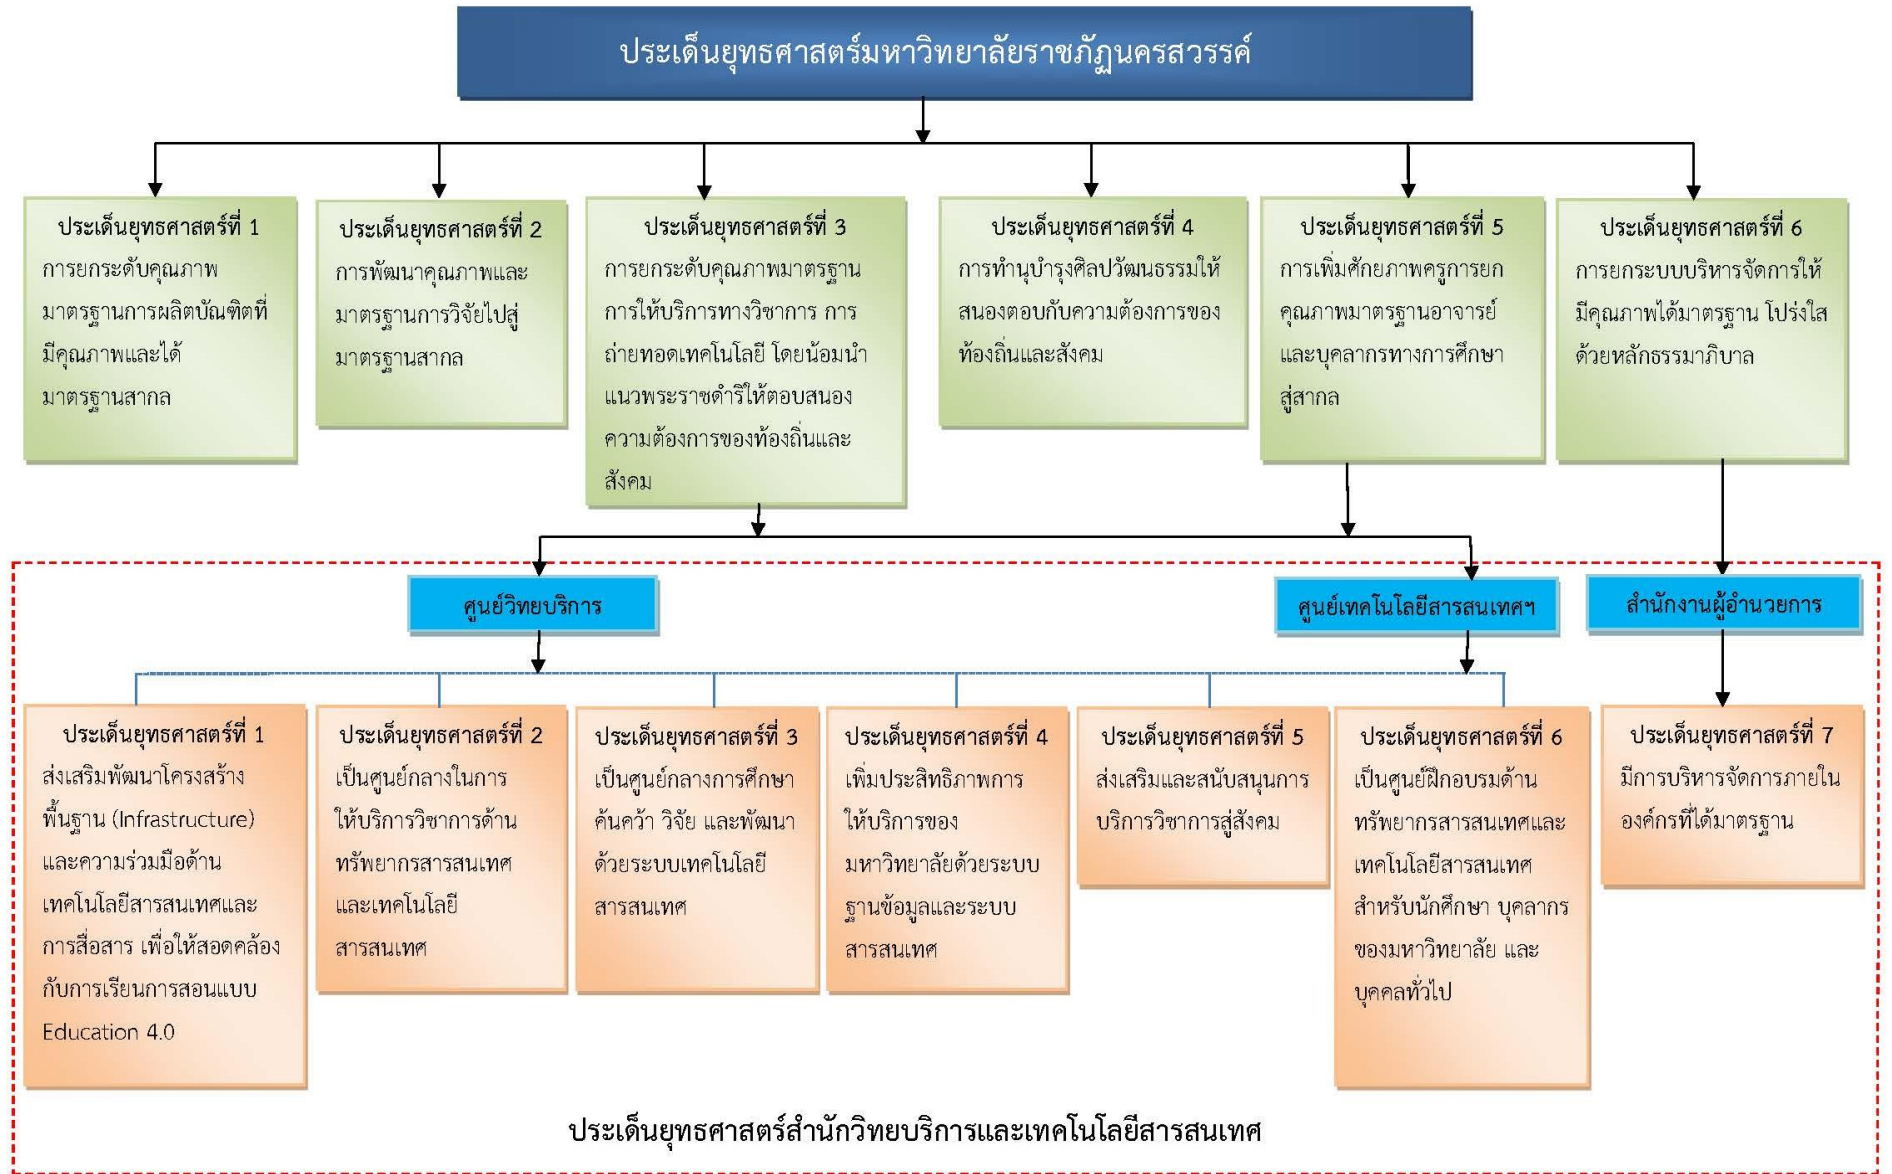 ประเด็นยุทธศาสตร์มหาวิทยาลัยราชภัฏนครสวรรค์
ประเด็นยุทธศาสตร์ที่ 1
การยกระดับคุณภาพ
มาตรฐานการผลิตบัณฑิตที่
มีคุณภาพและได้
มาตรฐานสากล
ประเด็นยุทธศาสตร์ที่ 2
การพัฒนาคุณภาพและ
มาตรฐานการวิจัยไปสู่
มาตรฐานสากล
ประเด็นยุทธศาสตร์ที่ 3
การยกระดับคุณภาพมาตรฐาน
การให้บริการทางวิชาการ การ
ถ่ายทอดเทคโนโลยี โดยน้อมนำ
แนวพระราชดำริให้ตอบสนอง
ความต้องการของท้องถิ่นและ
สังคม
ประเด็นยุทธศาสตร์ที่ 4
การทำนุบำรุงศิลปวัฒนธรรมให้
สนองตอบกับความต้องการของ
ท้องถิ่นและสังคม
ประเด็นยุทธศาสตร์ที่ 5
การเพิ่มศักยภาพครูการยก
คุณภาพมาตรฐานอาจารย์
และบุคลากรทางการศึกษา
สู่สากล
ประเด็นยุทธศาสตร์ที่ 6
การยกระบบบริหารจัดการให้
มีคุณภาพได้มาตรฐาน โปร่งใส
ด้วยหลักธรรมาภิบาล
ศูนย์วิทยบริการ
ศูนย์เทคโนโลยีสารสนเทศฯ
สำนักงานผู้อำนวยการ
ประเด็นยุทธศาสตร์ที่ 1
ส่งเสริมพัฒนาโครงสร้าง
พื้นฐาน (Infrastructure)
และความร่วมมือด้าน
เทคโนโลยีสารสนเทศและ
การสื่อสาร เพื่อให้สอดคล้อง
กับการเรียนการสอนแบบ
Education 4.0
ประเด็นยุทธศาสตร์ที่ 2
เป็นศูนย์กลางในการ
ให้บริการวิชาการด้าน
ทรัพยากรสารสนเทศ
และเทคโนโลยี
สารสนเทศ
ประเด็นยุทธศาสตร์ที่ 3
เป็นศูนย์กลางการศึกษา
ค้นคว้า วิจัย และพัฒนา
ด้วยระบบเทคโนโลยี
สารสนเทศ
ประเด็นยุทธศาสตร์ที่ 4
เพิ่มประสิทธิภาพการ
ให้บริการของ
มหาวิทยาลัยด้วยระบบ
ฐานข้อมูลและระบบ
สารสนเทศ
ประเด็นยุทธศาสตร์ที่ 5
ส่งเสริมและสนับสนุนการ
บริการวิชาการสู่สังคม
ประเด็นยุทธศาสตร์ที่ 6
เป็นศูนย์ฝึกอบรมด้าน
ทรัพยากรสารสนเทศและ
เทคโนโลยีสารสนเทศ
สำหรับนักศึกษา บุคลากร
ของมหาวิทยาลัย และ
บุคคลทั่วไป
ประเด็นยุทธศาสตร์ที่ 7
มีการบริหารจัดการภายใน
องค์กรที่ได้มาตรฐาน
ประเด็นยุทธศาสตร์สำนักวิทยบริการและเทคโนโลยีสารสนเทศ